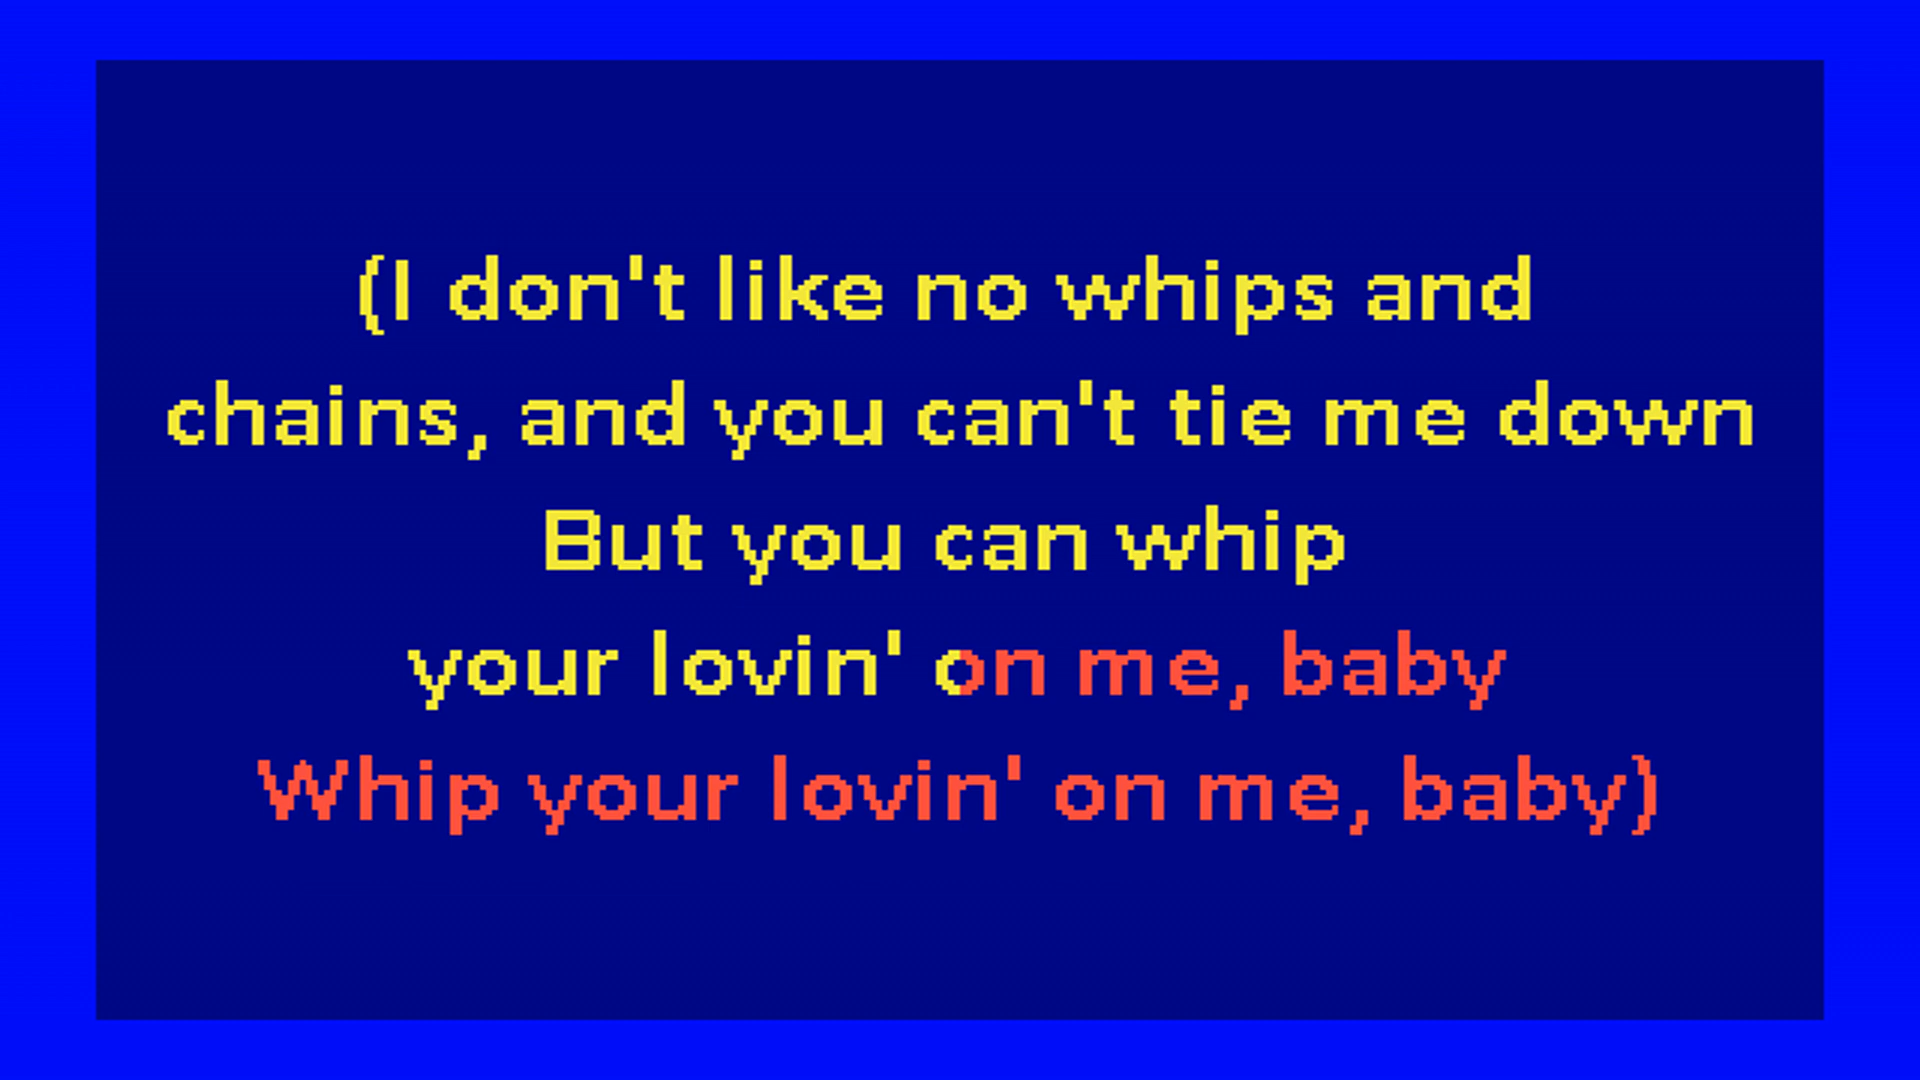 (I don't like no whips and
chains, and you can't tie me down
But you can whip
your lovin' on me, baby
Whip your lovin' on me, baby)